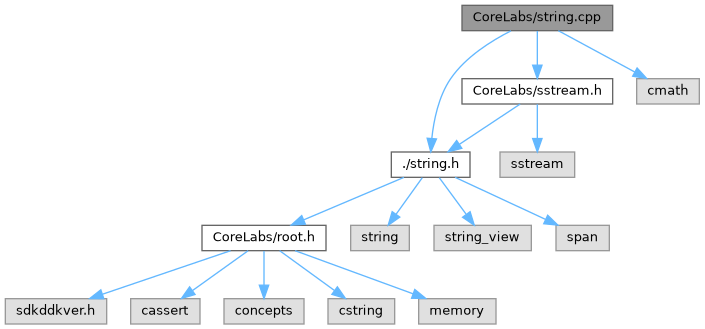 CoreLabs/string.cpp
CoreLabs/sstream.h
cmath
./string.h
sstream
CoreLabs/root.h
string
string_view
span
sdkddkver.h
cassert
concepts
cstring
memory